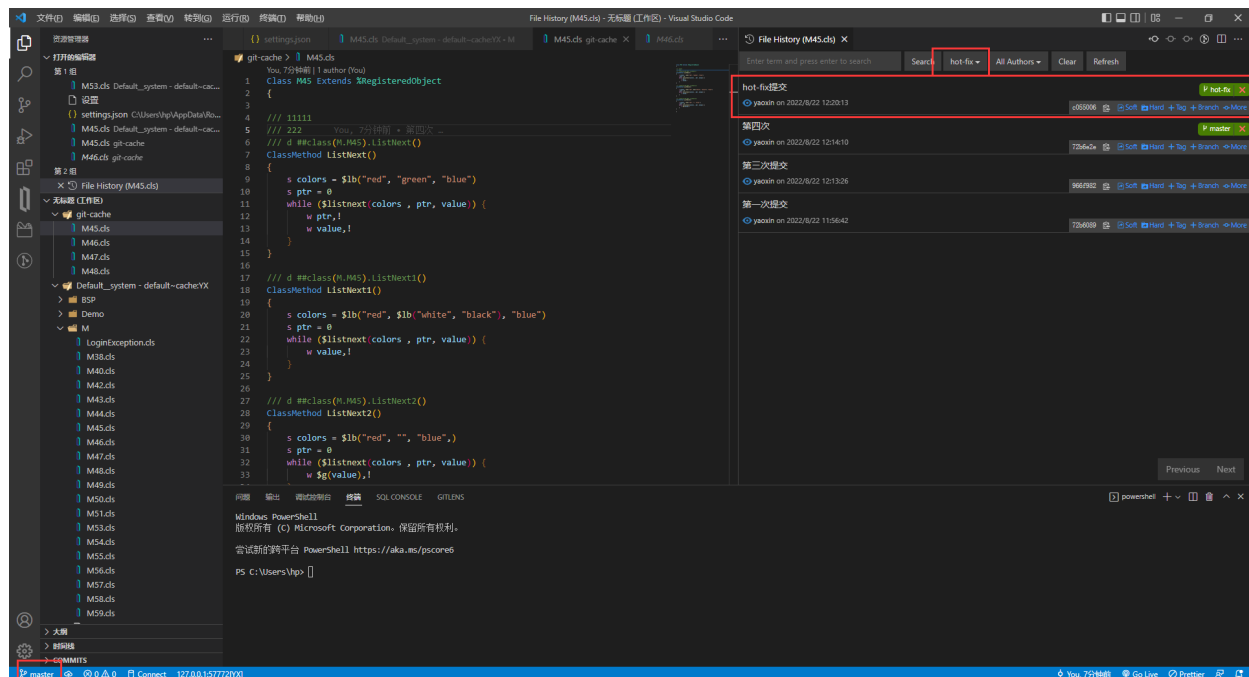 文件(F) 编辑(E) 选择(S) 查看(V) 转到(G) 运行(R) 终端(T) 帮助(H)
File History (M45.cls) - 无标题 (工作区) - Visual Studio Code
资源管理器
打开的编辑器
第 1 组
M53.cls Default_system - default~cac...
设置
settings.json C:\Users\hp\AppData\Ro...
M45.cls Default_system - default~cac...
M45.cls git-cache
M46.cls git-cache
第 2 组
File History (M45.cls)
无标题 (工作区)
git-cache
M45.cls
M46.cls
M47.cls
M48.cls
Default_system - default~cache:YX
BSP
Demo
M
LoginException.cls
M38.cls
M40.cls
M42.cls
M43.cls
M44.cls
M45.cls
M46.cls
M47.cls
M48.cls
M49.cls
M50.cls
M51.cls
M53.cls
M54.cls
M55.cls
M56.cls
M57.cls
M58.cls
M59.cls
大纲
时间线
COMMITS
settings.json M45.cls Default_system - default~cache:YX • M M45.cls git-cache M46.cls
git-cache > M45.cls
You, 7分钟前 | 1 author (You)
1 Class M45 Extends %RegisteredObject
2 {
3
4 /// 11111
5 /// 222 You, 7分钟前 • 第四次 …
6 /// d ##class(M.M45).ListNext()
7 ClassMethod ListNext()
8 {
9 s colors = $lb("red", "green", "blue")
10 s ptr = 0
11 while ($listnext(colors , ptr, value)) {
12 w ptr,!
13 w value,!
14 }
15 }
16
17 /// d ##class(M.M45).ListNext1()
18 ClassMethod ListNext1()
19 {
20 s colors = $lb("red", $lb("white", "black"), "blue")
21 s ptr = 0
22 while ($listnext(colors , ptr, value)) {
23 w value,!
24 }
25 }
26
27 /// d ##class(M.M45).ListNext2()
28 ClassMethod ListNext2()
29 {
30 s colors = $lb("red", "", "blue",)
31 s ptr = 0
32 while ($listnext(colors , ptr, value)) {
33 w $g(value),!
File History (M45.cls)
Enter term and press enter to search Search hot-fix All Authors Clear Refresh
hot-fix提交 hot-fix
yaoxin on 2022/8/22 12:20:13
c055006 Soft Hard +Tag +Branch More
第四次 master
yaoxin on 2022/8/22 12:14:10
72b6e2a Soft Hard +Tag +Branch More
第三次提交
yaoxin on 2022/8/22 12:13:26
Soft Hard +Tag +Branch More
第一次提交
yaoxin on 2022/8/22 11:56:42
72b6089 Soft Hard +Tag +Branch More
Previous Next
问题 输出 调试控制台 终端 SQL CONSOLE GITLENS
powershell
Windows PowerShell
版权所有 (C) Microsoft Corporation。保留所有权利。
尝试新的跨平台 PowerShell https://aka.ms/pscore6
PS C:\Users\hp>
master 0 0 Connect 127.0.0.1:57772[YX] You, 7分钟前 Go Live Prettier